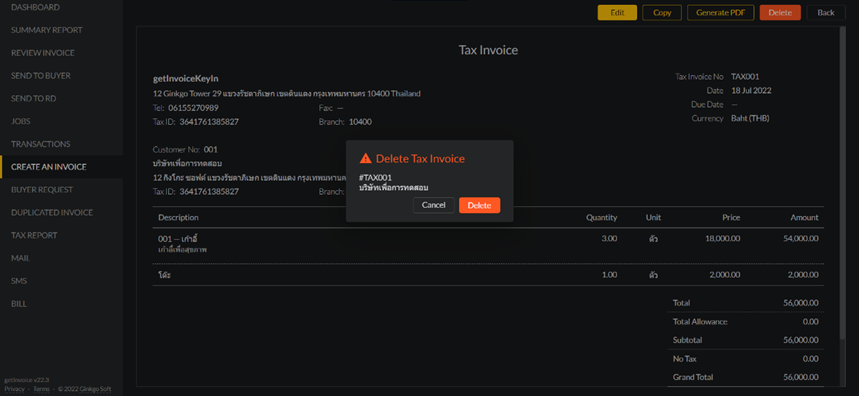 DASHBOARD
SUMMARY REPORT
REVIEW INVOICE
SEND TO BUYER
SEND TO RD
JOBS
TRANSACTIONS
CREATE AN INVOICE
BUYER REQUEST
DUPLICATED INVOICE
TAX REPORT
MAIL
SMS
BILL
getInvoice v22.3
Privacy - Terms - © 2022 Ginkgo Soft
Edit Copy Generate PDF Delete Back
Tax Invoice
getInvoiceKeyIn
12 Ginkgo Tower 29 แขวงรัชดาภิเษก เขตดินแดง กรุงเทพมหานคร 10400 Thailand
Tel: 06155270989 Fax: —
Tax ID: 3641761385827 Branch: 10400
Tax Invoice No TAX001
Date 18 Jul 2022
Due Date —
Currency Baht (THB)
Customer No: 001
บริษัทเพื่อการทดสอบ
12 กิงโกะ ซอฟต์ แขวงรัชดาภิเษก เขตดินแดง กรุงเทพมหาน
Tax ID: 3641761385827 Branch:
Delete Tax Invoice
#TAX001
บริษัทเพื่อการทดสอบ
Cancel Delete
Description Quantity Unit Price Amount
001 — เก้าอี้ 3.00 ตัว 18,000.00 54,000.00
เก้าอี้เพื่อสุขภาพ
โต๊ะ 1.00 ตัว 2,000.00 2,000.00
Total 56,000.00
Total Allowance 0.00
Subtotal 56,000.00
No Tax 0.00
Grand Total 56,000.00